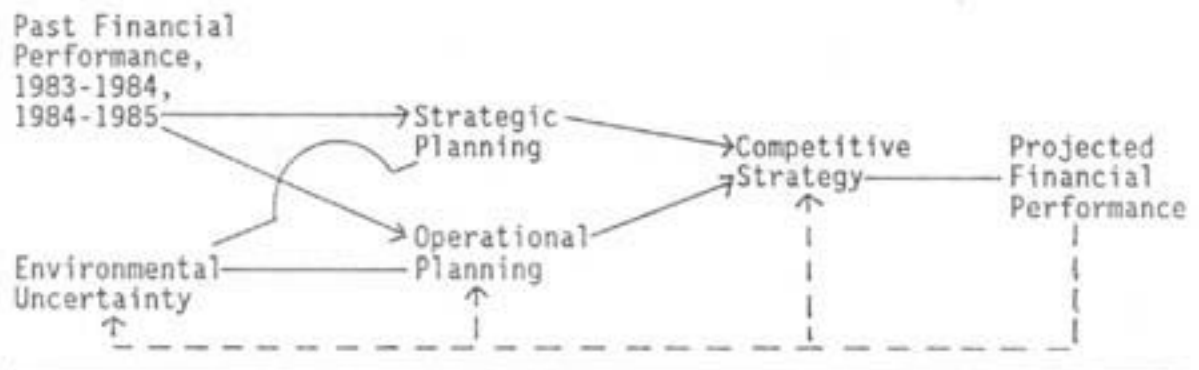 Past Financial
Performance,
1983-1984,
1984-1985
Strategic
Planning
Competitive
Strategy
Projected
Financial
Performance
Operational
Planning
Environmental
Uncertainty